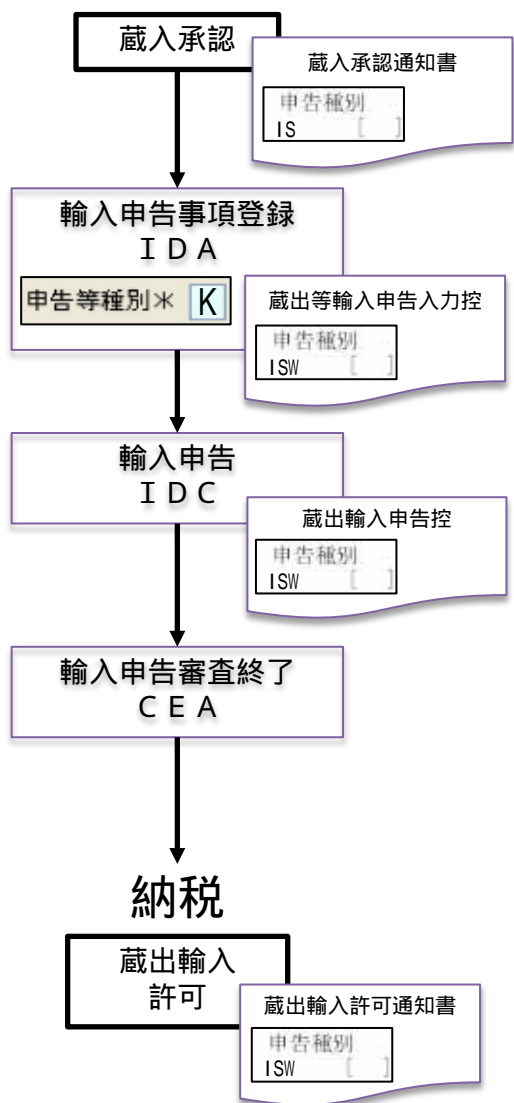 蔵入承認
蔵入承認通知書
申告種別
IS [ ]
輸入申告事項登録
ＩＤＡ
申告等種別＊ K
蔵出等輸入申告入力控
申告種別
ISW [ ]
輸入申告
ＩＤＣ
蔵出輸入申告控
申告種別
ISW [ ]
輸入申告審査終了
ＣＥＡ
納税
蔵出輸入
許可
蔵出輸入許可通知書
申告種別
ISW [ ]